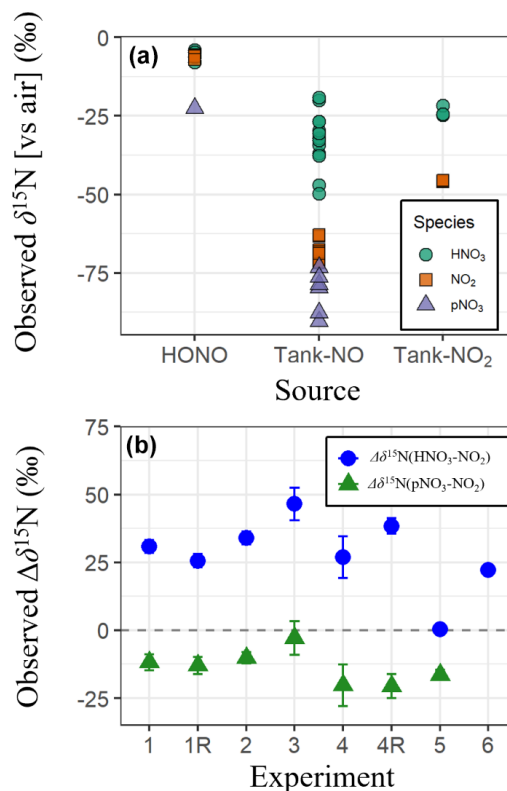 (a)
Observed δ¹⁵N [vs air] (‰)
0
-25
-50
-75
Species
HNO₃
NO₂
pNO₃
HONO Tank-NO Tank-NO₂
Source
(b)
Observed Δδ¹⁵N (‰)
75
50
25
0
-25
Δδ¹⁵N(HNO₃-NO₂)
Δδ¹⁵N(pNO₃-NO₂)
1 1R 2 3 4 4R 5 6
Experiment